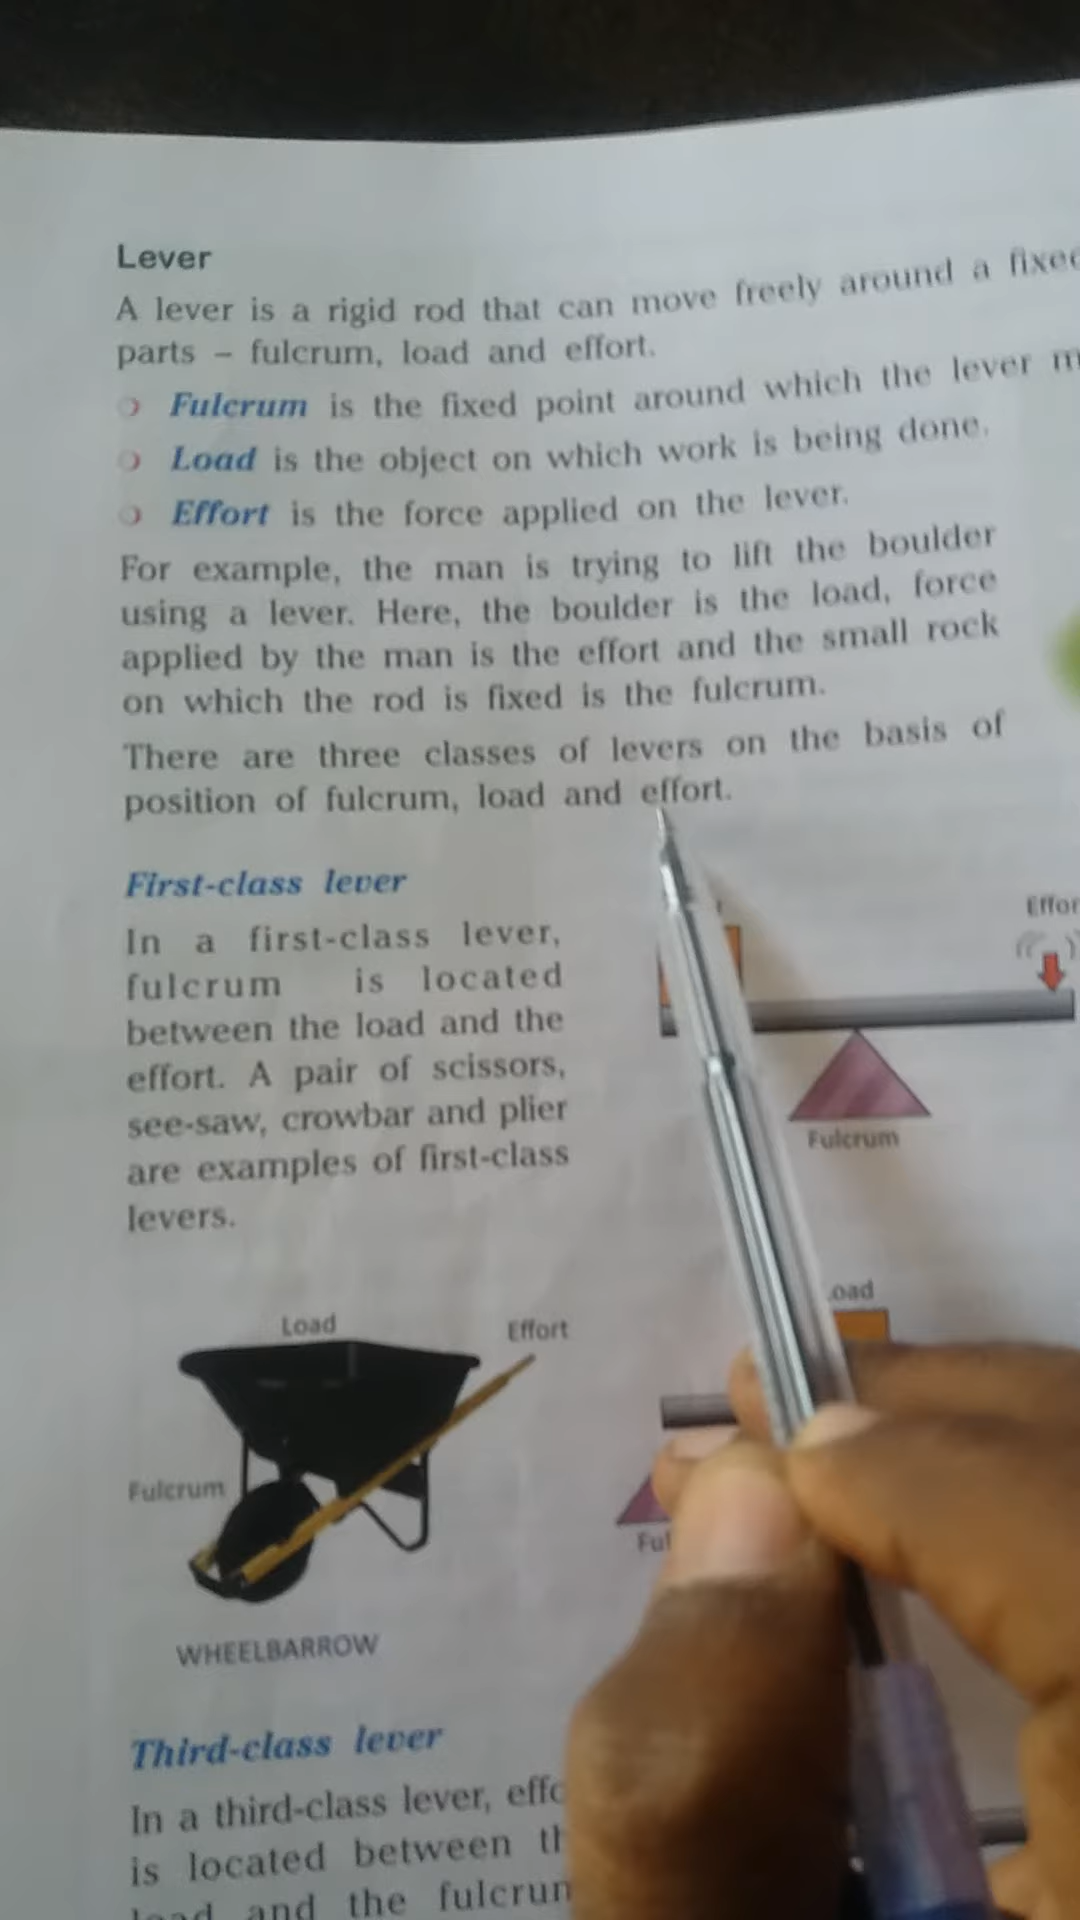 Lever
A lever is a rigid rod that can move freely around a
parts – fulcrum, load and effort.
Fulcrum is the fixed point around which the lever
Load is the object on which work is being done.
Effort is the force applied on the lever.
For example, the man is trying to lift the boulder
using a lever. Here, the boulder is the load, force
applied by the man is the effort and the small rock
on which the rod is fixed is the fulcrum.
There are three classes of levers on the basis of
position of fulcrum, load and effort.
First-class lever
In a first-class lever,
fulcrum is located
between the load and the
effort. A pair of scissors,
see-saw, crowbar and plier
are examples of first-class
levers.
Fulcrum
Load
Effort
Fulcrum
WHEELBARROW
Third-class lever
In a third-class lever,
is located between
and the